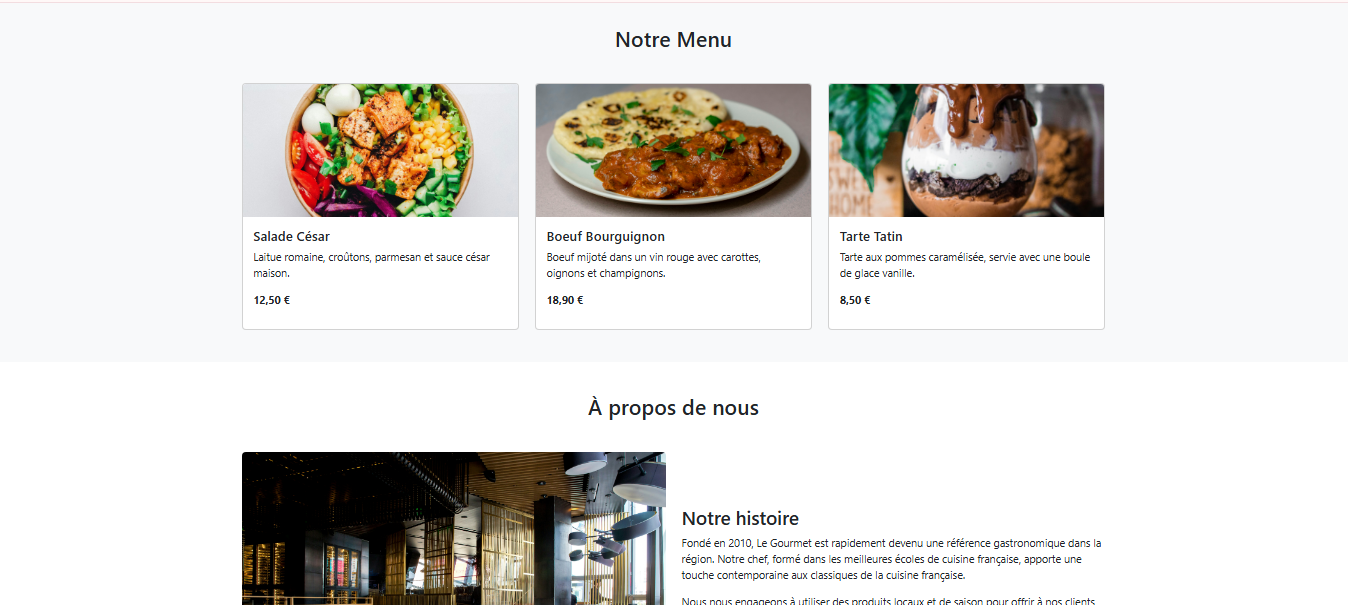 Notre Menu
Salade César
Laitue romaine, croûtons, parmesan et sauce césar
maison.
12,50 €
Boeuf Bourguignon
Boeuf mijoté dans un vin rouge avec carottes,
oignons et champignons.
18,90 €
HOME
Tarte Tatin
Tarte aux pommes caramélisée, servie avec une boule
de glace vanille.
8,50 €
À propos de nous
Notre histoire
Fondé en 2010, Le Gourmet est rapidement devenu une référence gastronomique dans la
région. Notre chef, formé dans les meilleures écoles de cuisine française, apporte une
touche contemporaine aux classiques de la cuisine française.
Nous nous engageons à utiliser des produits locaux et de saison pour offrir à nos clients